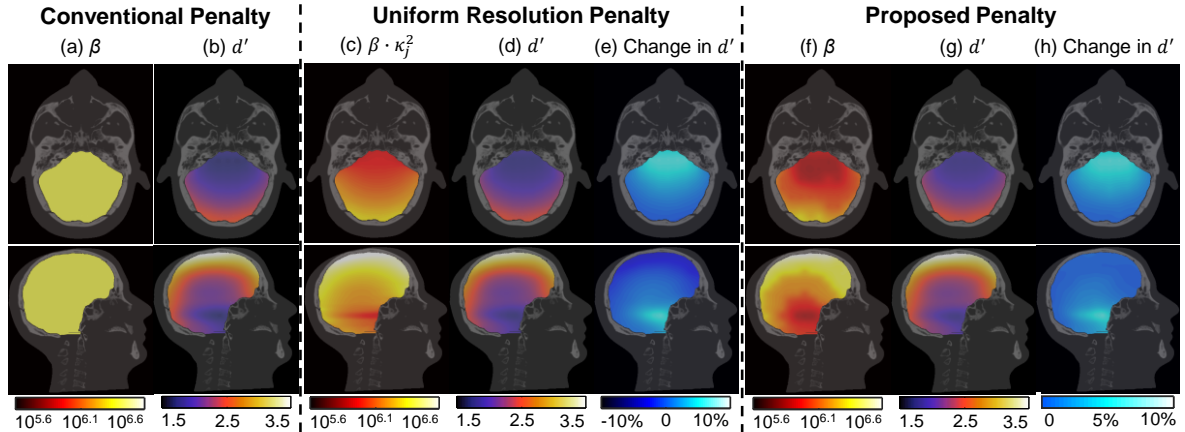 Conventional Penalty
Uniform Resolution Penalty
Proposed Penalty
(a) β
(b) d′
(c) β · κ_j^2
(d) d′
(e) Change in d′
(f) β
(g) d′
(h) Change in d′
10^5.6 10^6.1 10^6.6
1.5 2.5 3.5
10^5.6 10^6.1 10^6.6
1.5 2.5 3.5
-10% 0 10%
10^5.6 10^6.1 10^6.6
1.5 2.5 3.5
0 5% 10%